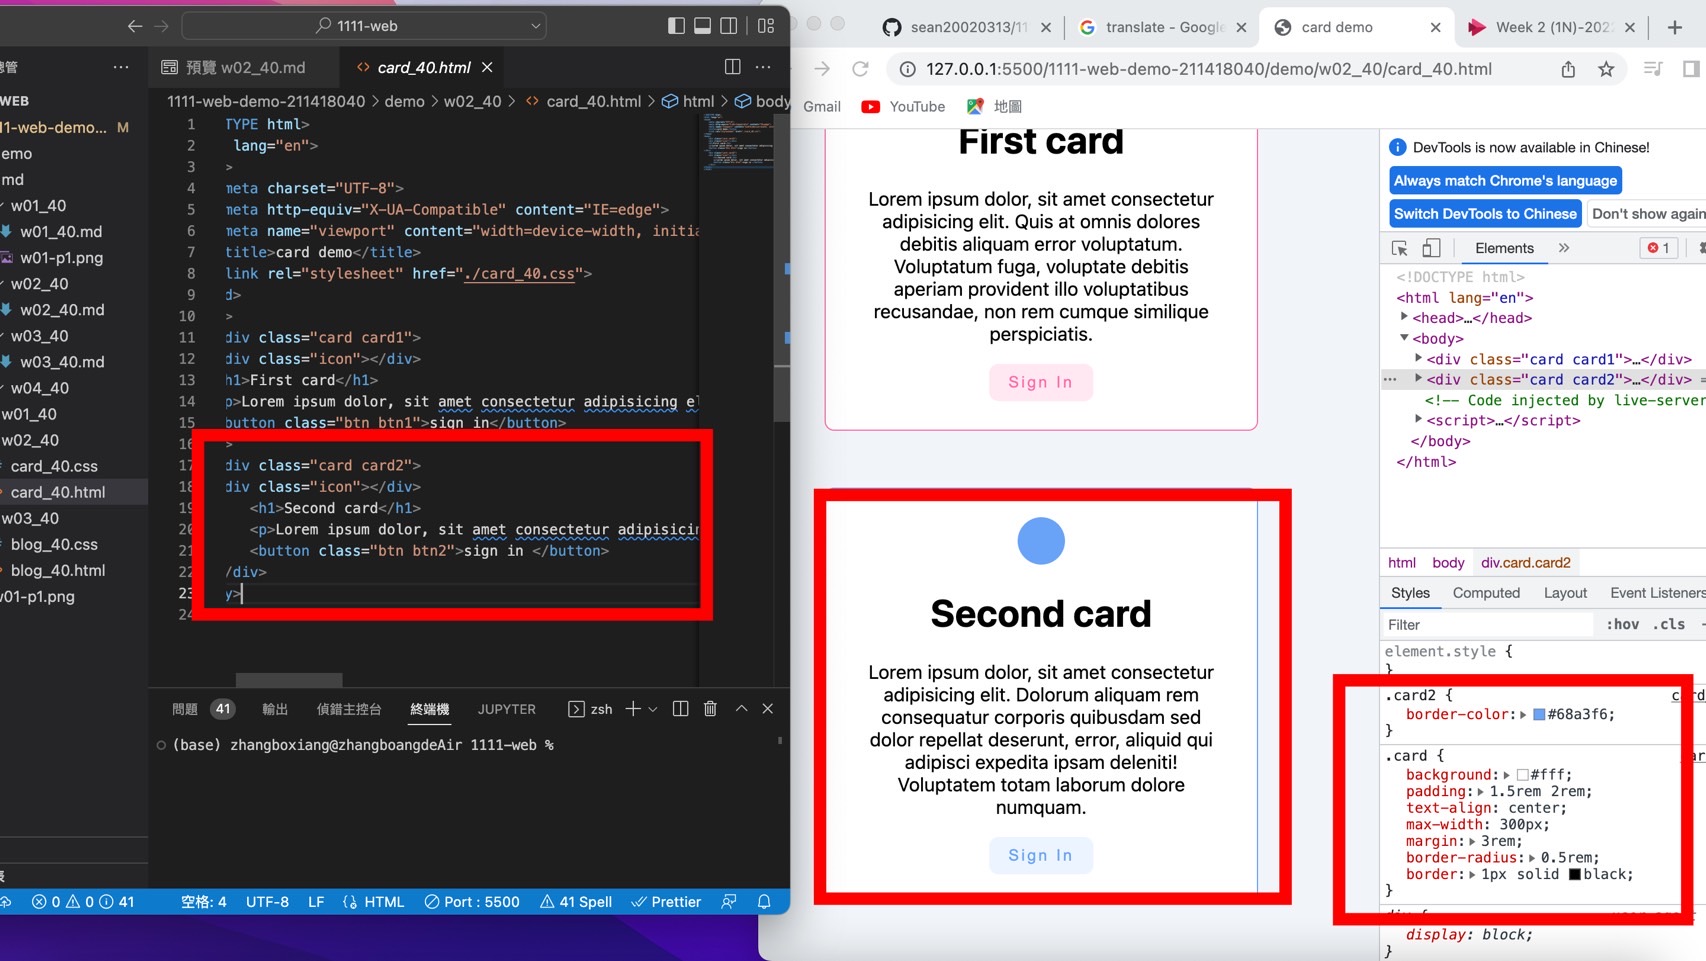 1111-web
總管
WEB
11-web-demo... M
emo
md
w01_40
w01_40.md
w01-p1.png
w02_40
w02_40.md
w03_40
w03_40.md
w04_40
w01_40
w02_40
card_40.css
card_40.html
w03_40
blog_40.css
blog_40.html
w01-p1.png
預覽 w02_40.md
card_40.html
1111-web-demo-211418040 > demo > w02_40 > card_40.html > html > body
1 TYPE html>
2 lang="en">
3 >
4 meta charset="UTF-8">
5 meta http-equiv="X-UA-Compatible" content="IE=edge">
6 meta name="viewport" content="width=device-width, initia
7 title>card demo</title>
8 link rel="stylesheet" href="./card_40.css">
9 d>
10 >
11 div class="card card1">
12 div class="icon"></div>
13 h1>First card</h1>
14 p>Lorem ipsum dolor, sit amet consectetur adipisicing el
15 button class="btn btn1">sign in</button>
16 >
17 div class="card card2">
18 div class="icon"></div>
19 <h1>Second card</h1>
20 <p>Lorem ipsum dolor, sit amet consectetur adipisicin
21 <button class="btn btn2">sign in </button>
22 /div>
23 y>
24
問題 41 輸出 偵錯主控台 終端機 JUPYTER zsh
(base) zhangboxiang@zhangboangdeAir 1111-web %
0 0 41 空格: 4 UTF-8 LF HTML Port : 5500 41 Spell Prettier
sean20020313/11
translate - Google
card demo
Week 2 (1N)-202
127.0.0.1:5500/1111-web-demo-211418040/demo/w02_40/card_40.html
Gmail YouTube 地圖
First card
Lorem ipsum dolor, sit amet consectetur
adipisicing elit. Quis at omnis dolores
debitis aliquam error voluptatum.
Voluptatum fuga, voluptate debitis
aperiam provident illo voluptatibus
recusandae, non rem cumque similique
perspiciatis.
Sign In
Second card
Lorem ipsum dolor, sit amet consectetur
adipisicing elit. Dolorum aliquam rem
consequatur corporis quibusdam sed
dolor repellat deserunt, error, aliquid qui
adipisci expedita ipsam deleniti!
Voluptatem totam laborum dolore
numquam.
Sign In
DevTools is now available in Chinese!
Always match Chrome's language
Switch DevTools to Chinese Don't show again
Elements 1
<!DOCTYPE html>
<html lang="en">
<head>…</head>
<body>
<div class="card card1">…</div>
<div class="card card2">…</div> =
<!-- Code injected by live-server
<script>…</script>
</body>
</html>
html body div.card.card2
Styles Computed Layout Event Listeners
Filter :hov .cls
element.style {
}
.card2 {
border-color: #68a3f6;
}
.card {
background: #fff;
padding: 1.5rem 2rem;
text-align: center;
max-width: 300px;
margin: 3rem;
border-radius: 0.5rem;
border: 1px solid black;
}
display: block;
}